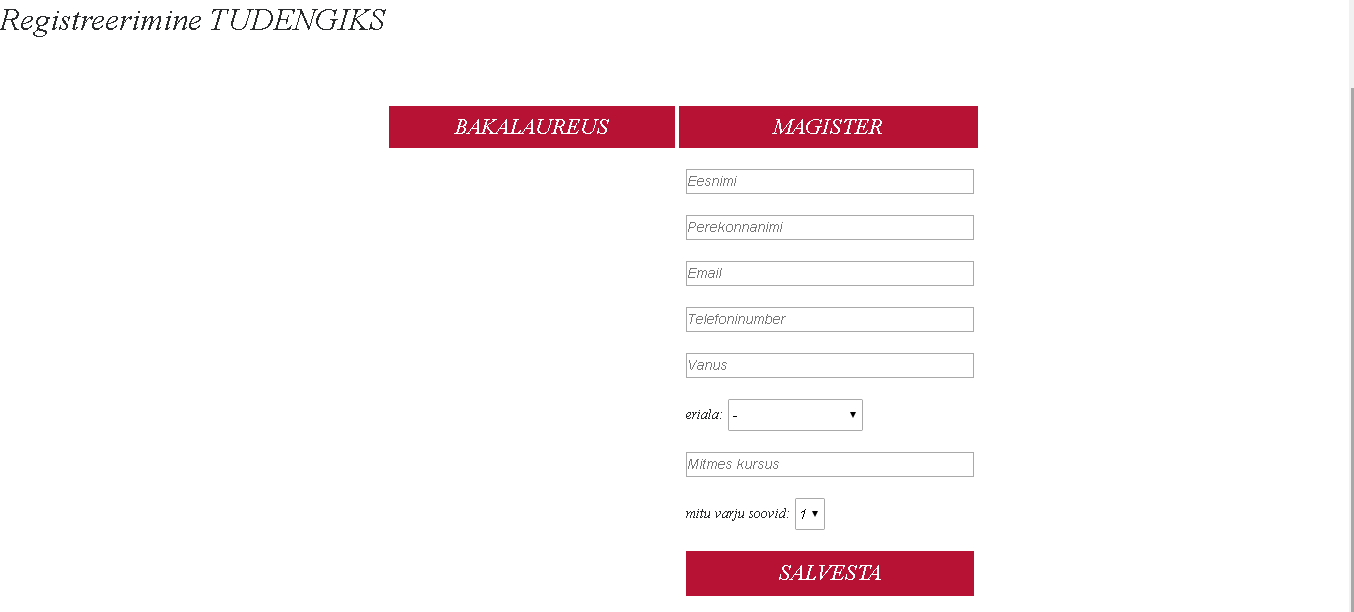 Registreerimine TUDENGIKS
BAKALAUREUS MAGISTER
Eesnimi
Perekonnanimi
Email
Telefoninumber
Vanus
eriala: -
Mitmes kursus
mitu varju soovid: 1
SALVESTA